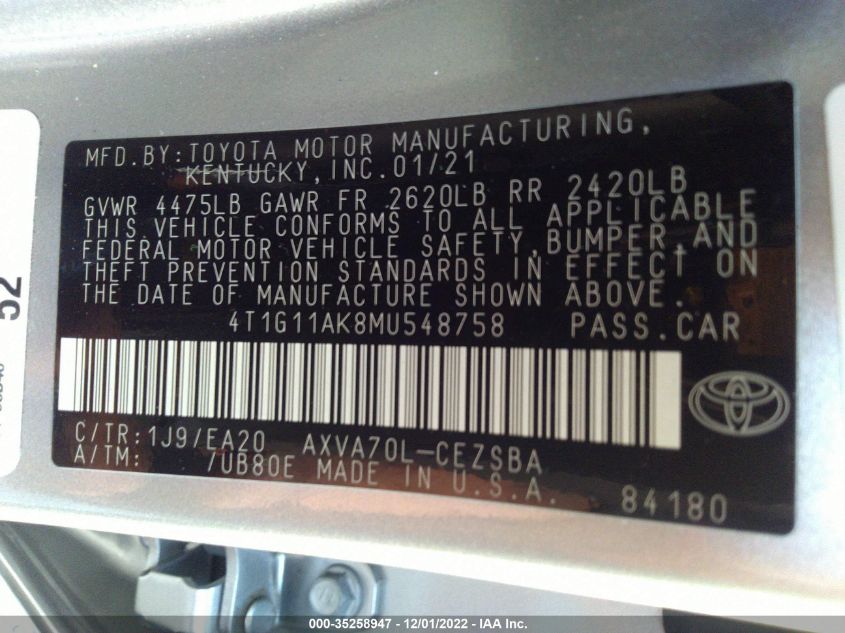 MFD.BY:TOYOTA MOTOR MANUFACTURING,
KENTUCKY,INC.01/21
GVWR 4475LB GAWR FR 2620LB RR 2420LB
THIS VEHICLE CONFORMS TO ALL APPLICABLE
FEDERAL MOTOR VEHICLE SAFETY,BUMPER,AND
THEFT PREVENTION STANDARDS IN EFFECT ON
THE DATE OF MANUFACTURE SHOWN ABOVE.
4T1G11AK8MU548758 PASS.CAR
C/TR:1J9/EA20 AXVA70L-CEZSBA
A/TM: /UB80E MADE IN U.S.A.
84180
52
000-35258947 - 12/01/2022 - IAA Inc.